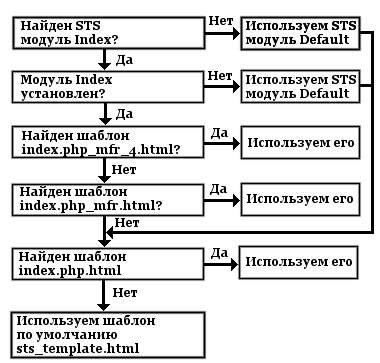 Найден STS
модуль Index?
Нет
Используем STS
модуль Default
Да
Модуль Index
установлен?
Нет
Используем STS
модуль Default
Да
Найден шаблон
index.php_mfr_4.html?
Да
Используем его
Нет
Найден шаблон
index.php_mfr.html?
Да
Используем его
Нет
Найден шаблон
index.php.html
Да
Используем его
Нет
Используем шаблон
по умолчанию
sts_template.html